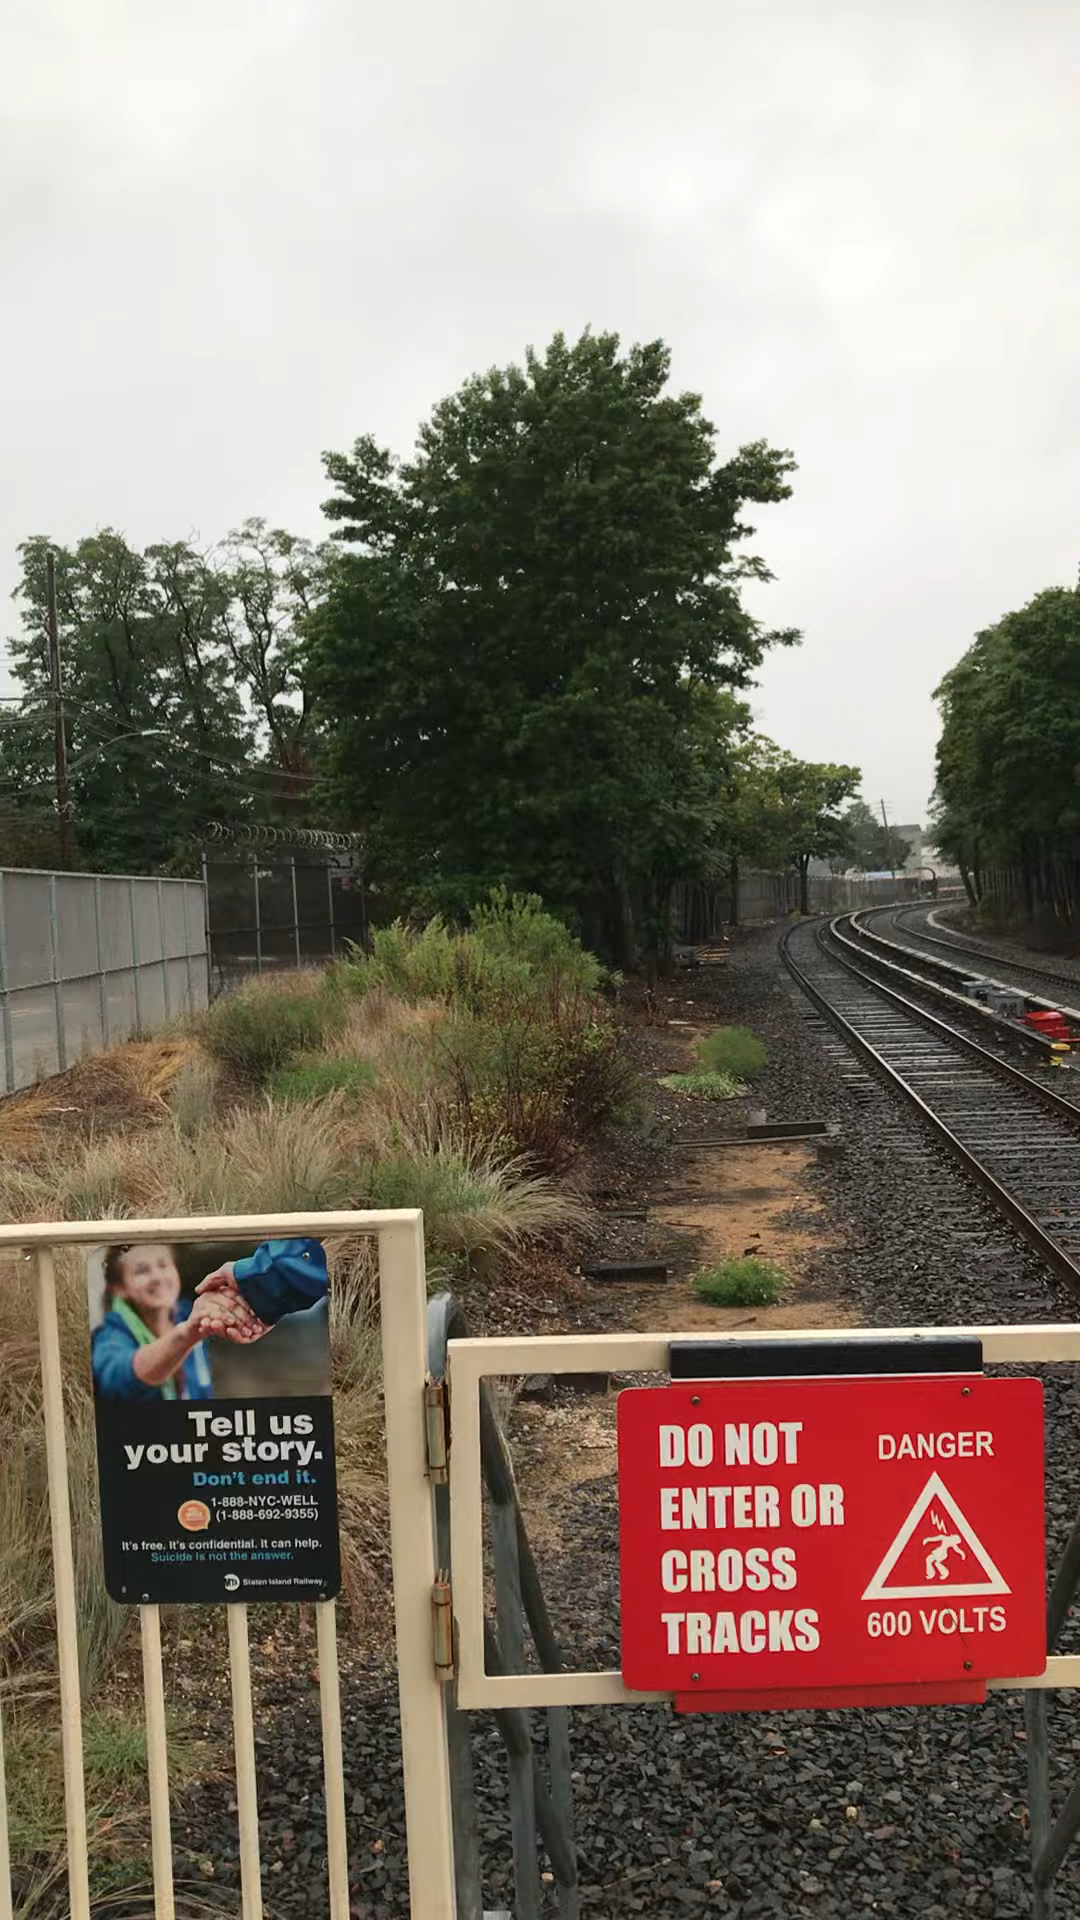 Tell us
your story.
Don't end it.
1-888-NYC-WELL
(1-888-692-9355)
It's free. It's confidential. It can help.
Suicide is not the answer.
MTA Staten Island Railway
DO NOT
ENTER OR
CROSS
TRACKS
DANGER
600 VOLTS